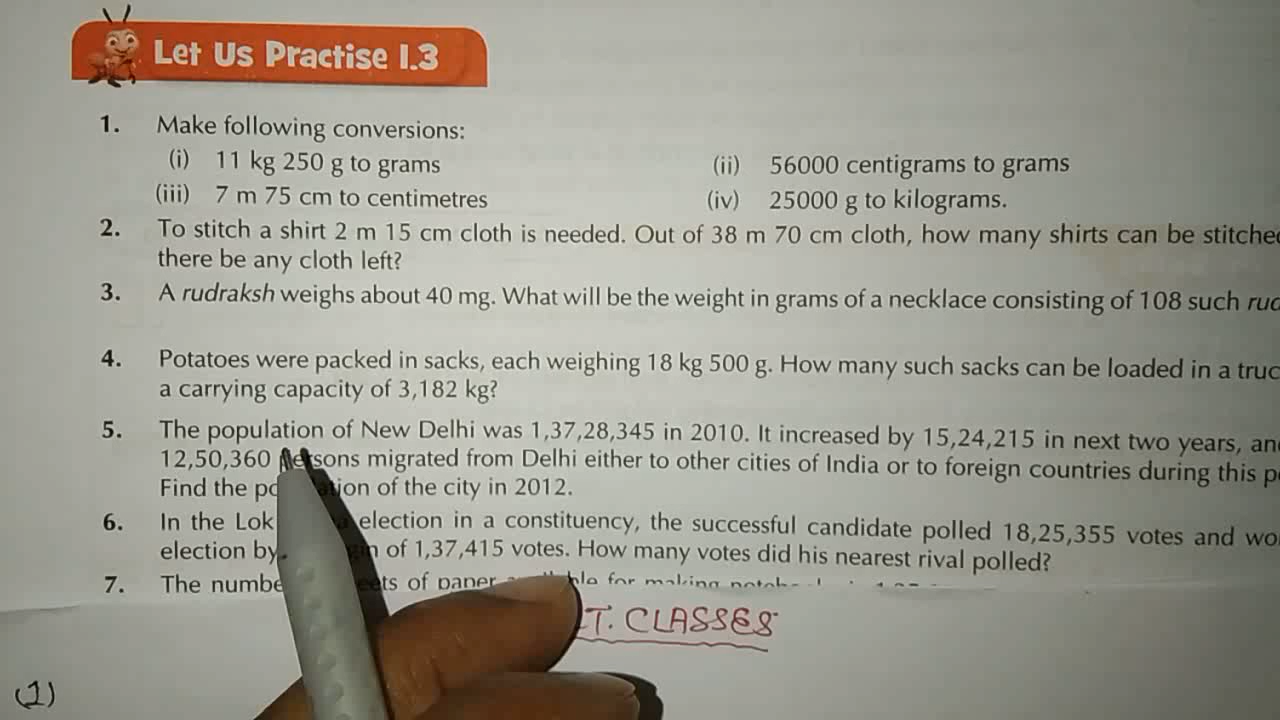 Let Us Practise 1.3
1. Make following conversions:
(i) 11 kg 250 g to grams (ii) 56000 centigrams to grams
(iii) 7 m 75 cm to centimetres (iv) 25000 g to kilograms.
2. To stitch a shirt 2 m 15 cm cloth is needed. Out of 38 m 70 cm cloth, how many shirts can be stitche
there be any cloth left?
3. A rudraksh weighs about 40 mg. What will be the weight in grams of a necklace consisting of 108 such ru
4. Potatoes were packed in sacks, each weighing 18 kg 500 g. How many such sacks can be loaded in a truc
a carrying capacity of 3,182 kg?
5. The population of New Delhi was 1,37,28,345 in 2010. It increased by 15,24,215 in next two years, an
12,50,360 persons migrated from Delhi either to other cities of India or to foreign countries during this p
Find the tion of the city in 2012.
6. In the Lok election in a constituency, the successful candidate polled 18,25,355 votes and wo
election by of 1,37,415 votes. How many votes did his nearest rival polled?
7. The numbe of paper for making
T. CLASSES
(1)